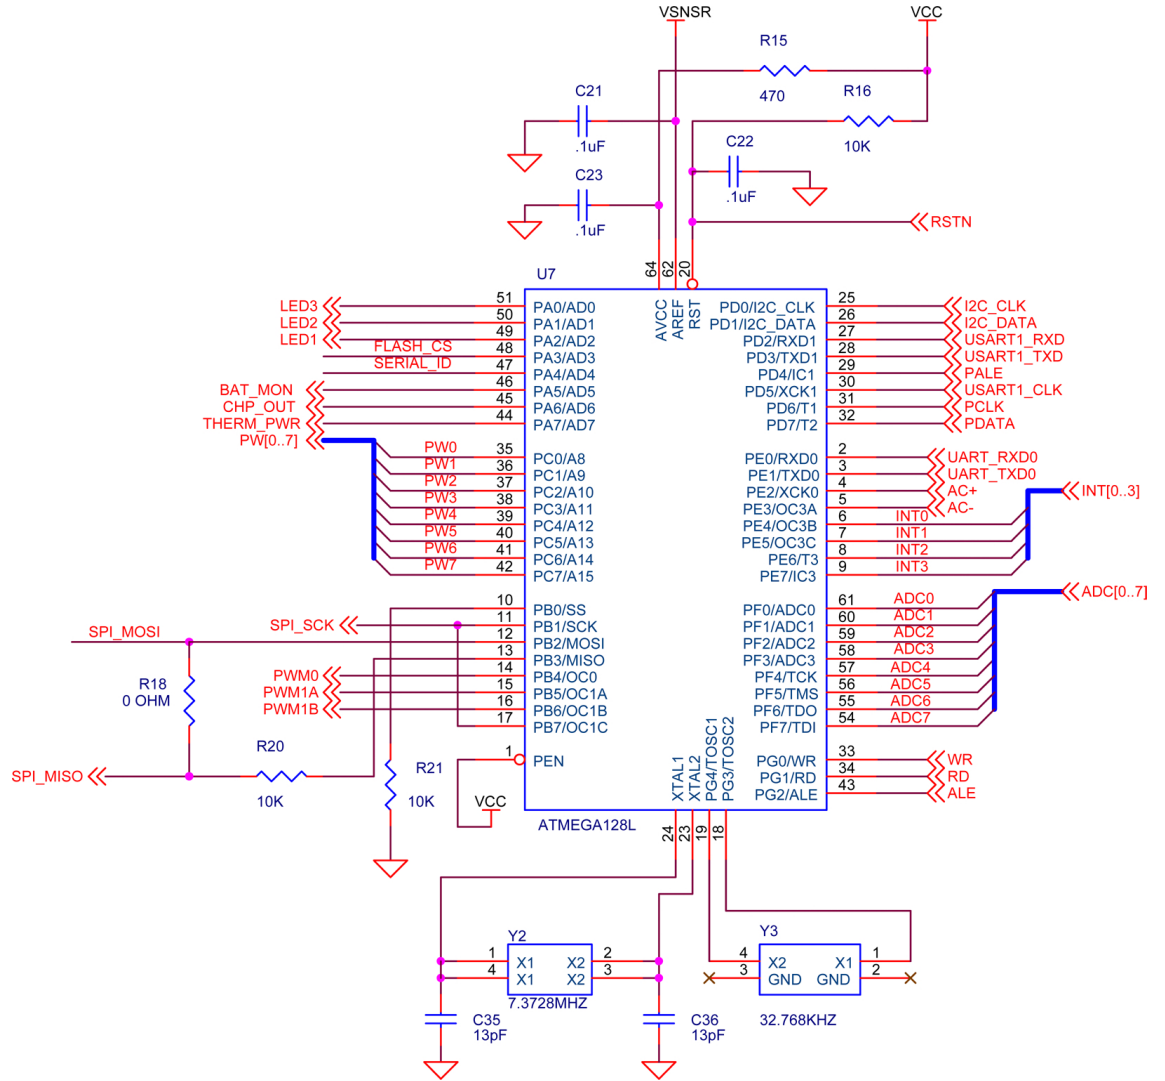 VSNSR
VCC
R15
470
R16
10K
C21
.1uF
C22
.1uF
C23
.1uF
RSTN
64
62
20
U7
AVCC
AREF
RST
LED3
51
PA0/AD0
PD0/I2C_CLK
25
I2C_CLK
LED2
50
PA1/AD1
PD1/I2C_DATA
26
I2C_DATA
LED1
49
PA2/AD2
PD2/RXD1
27
USART1_RXD
FLASH_CS
48
PA3/AD3
PD3/TXD1
28
USART1_TXD
SERIAL_ID
47
PA4/AD4
PD4/IC1
29
PALE
BAT_MON
46
PA5/AD5
PD5/XCK1
30
USART1_CLK
CHP_OUT
45
PA6/AD6
PD6/T1
31
PCLK
THERM_PWR
44
PA7/AD7
PD7/T2
32
PDATA
PW[0..7]
PW0
35
PC0/A8
PE0/RXD0
2
UART_RXD0
PW1
36
PC1/A9
PE1/TXD0
3
UART_TXD0
PW2
37
PC2/A10
PE2/XCK0
4
AC+
INT[0..3]
PW3
38
PC3/A11
PE3/OC3A
5
AC-
PW4
39
PC4/A12
PE4/OC3B
6
INT0
PW5
40
PC5/A13
PE5/OC3C
7
INT1
PW6
41
PC6/A14
PE6/T3
8
INT2
PW7
42
PC7/A15
PE7/IC3
9
INT3
ADC[0..7]
10
PB0/SS
PF0/ADC0
61
ADC0
SPI_SCK
11
PB1/SCK
PF1/ADC1
60
ADC1
SPI_MOSI
12
PB2/MOSI
PF2/ADC2
59
ADC2
13
PB3/MISO
PF3/ADC3
58
ADC3
PWM0
14
PB4/OC0
PF4/TCK
57
ADC4
R18
0 OHM
PWM1A
15
PB5/OC1A
PF5/TMS
56
ADC5
PWM1B
16
PB6/OC1B
PF6/TDO
55
ADC6
17
PB7/OC1C
PF7/TDI
54
ADC7
1
PEN
PG0/WR
33
WR
PG1/RD
34
RD
PG2/ALE
43
ALE
SPI_MISO
R20
10K
R21
10K
VCC
XTAL1
XTAL2
PG4/TOSC1
PG3/TOSC2
ATMEGA128L
24
23
19
18
Y2
1
X1
X2
2
4
X1
X2
3
7.3728MHZ
Y3
4
X2
X1
1
3
GND
GND
2
32.768KHZ
C35
13pF
C36
13pF